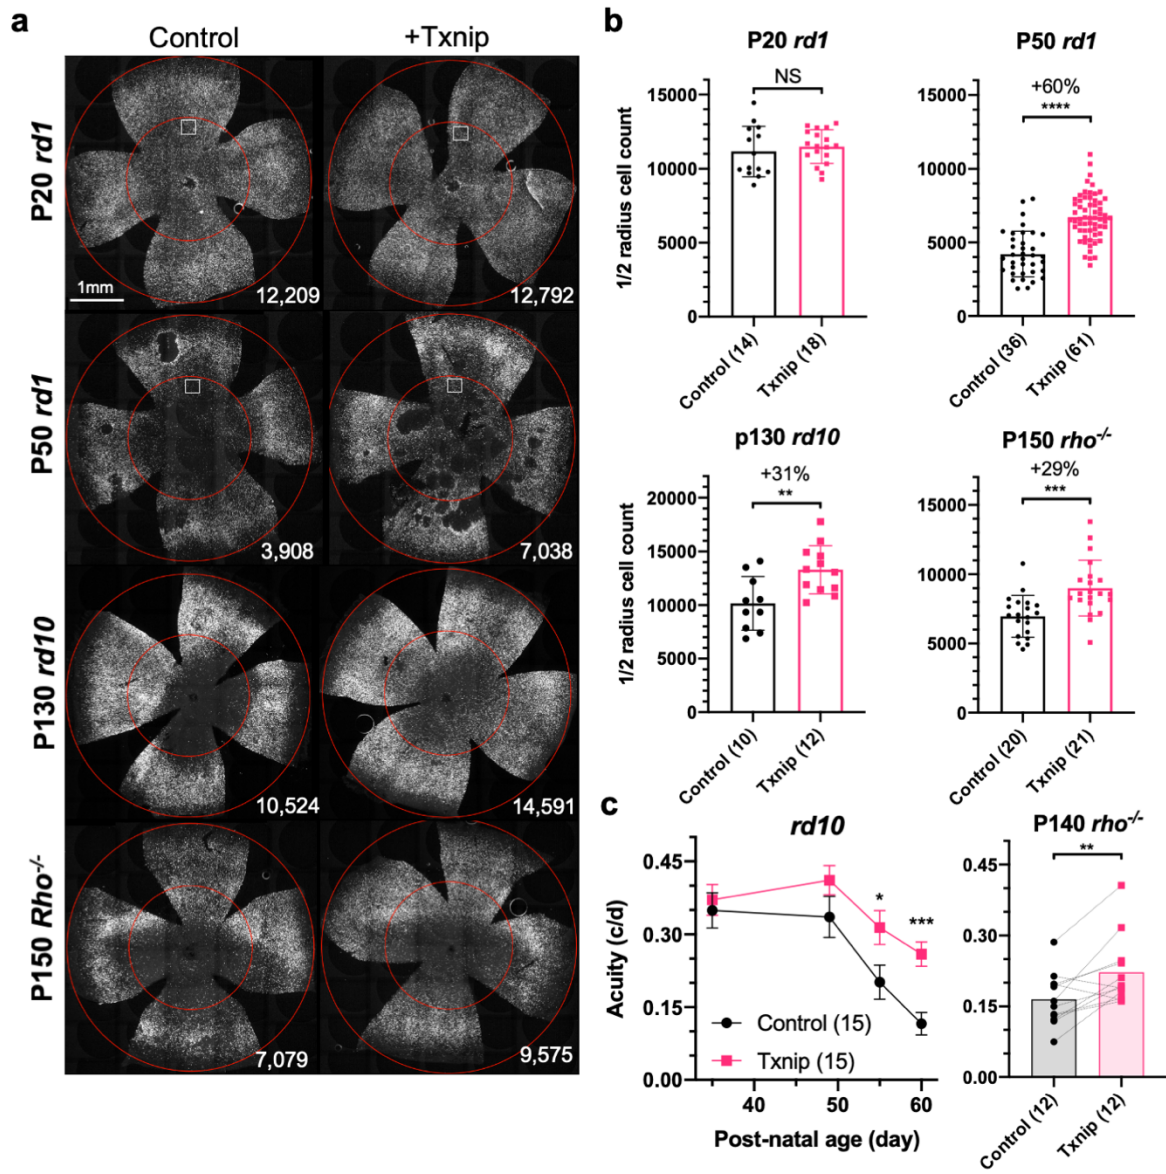 a
Control
+Txnip
P20 rd1
1mm
12,209
12,792
P50 rd1
3,908
7,038
P130 rd10
10,524
14,591
P150 Rho-/-
7,079
9,575
b
P20 rd1
NS
1/2 radius cell count
15000
10000
5000
0
Control (14)
Txnip (18)
P50 rd1
+60%
****
15000
10000
5000
0
Control (36)
Txnip (61)
p130 rd10
+31%
**
1/2 radius cell count
20000
15000
10000
5000
0
Control (10)
Txnip (12)
P150 rho-/-
+29%
***
15000
10000
5000
0
Control (20)
Txnip (21)
c
rd10
Acuity (c/d)
0.45
0.30
0.15
0.00
*
***
Control (15)
Txnip (15)
40
50
60
Post-natal age (day)
P140 rho-/-
**
0.45
0.30
0.15
0.00
Control (12)
Txnip (12)